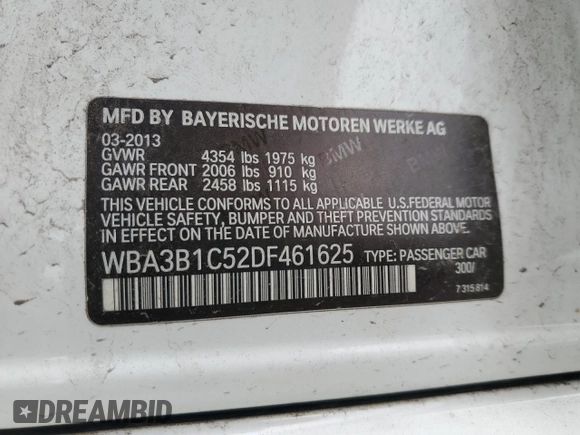 MFD BY BAYERISCHE MOTOREN WERKE AG
03-2013
GVWR 4354 lbs 1975 kg
GAWR FRONT 2006 lbs 910 kg
GAWR REAR 2458 lbs 1115 kg
THIS VEHICLE CONFORMS TO ALL APPLICABLE U.S.FEDERAL MOTOR
VEHICLE SAFETY, BUMPER AND THEFT PREVENTION STANDARDS
IN EFFECT ON THE DATE OF MANUFACTURE SHOWN ABOVE.
WBA3B1C52DF461625 TYPE: PASSENGER CAR
300/
7 315 814
DREAMBID